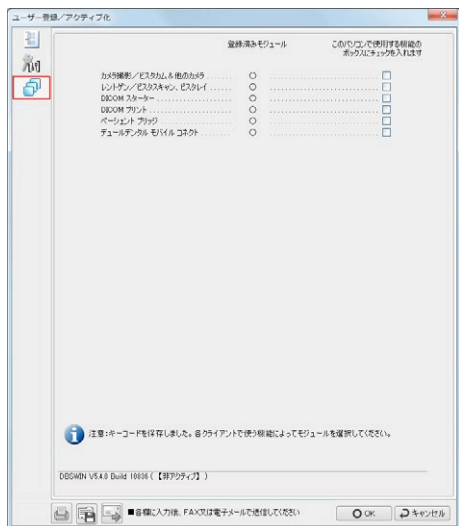 ユーザー登録/アクティブ化
登録済みモジュール
このパソコンで使用する機能の
ボックスにチェックを入れます
カメラ撮影/ビスタカム&他のカメラ
レントゲン/ビスタスキャン、ビスタレイ
DICOM スターター
DICOM プリント
ペーシェント ブリッジ
デュールデンタル モバイル コネクト
注意:キーコードを保存しました。各クライアントで使う機能によってモジュールを選択してください。
DBSWIN V5.4.0 Build 10836 ( 【非アクティブ】 )
■各欄に入力後、FAX又は電子メールで送信してください
OK
キャンセル